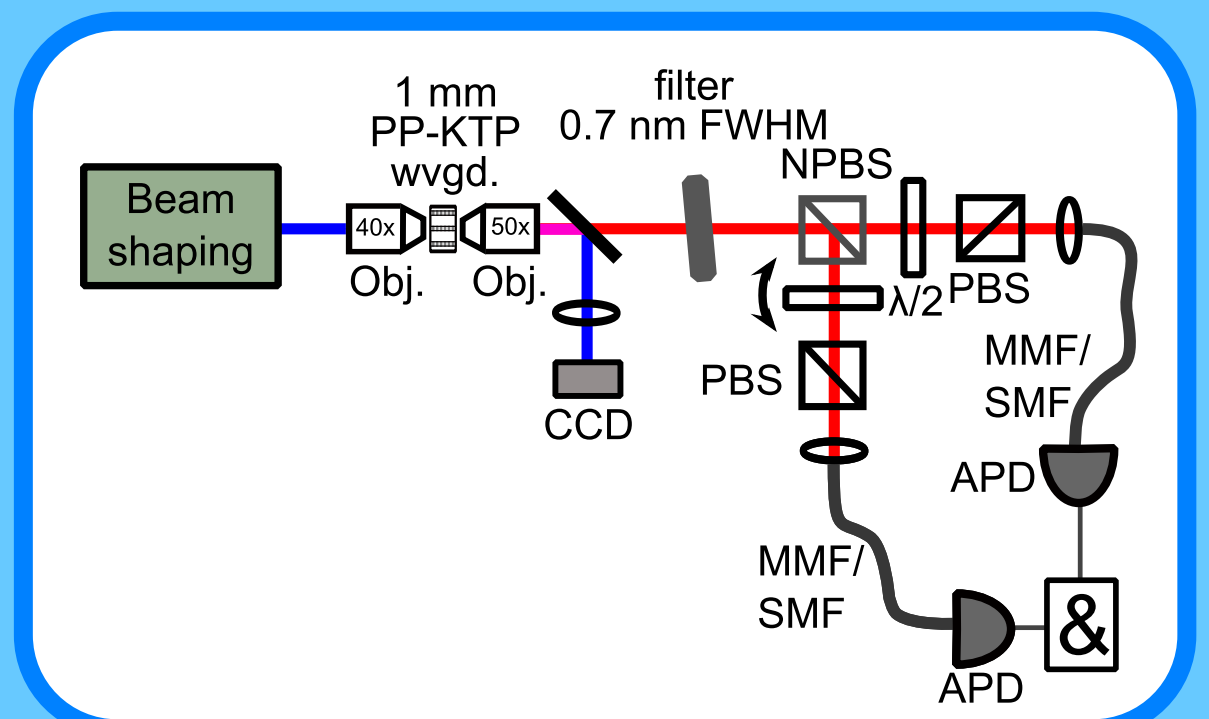 1 mm
PP-KTP
wvgd.
filter
0.7 nm FWHM
NPBS
Beam
shaping
40x
50x
Obj.
Obj.
λ/2
PBS
PBS
CCD
MMF/
SMF
APD
MMF/
SMF
&
APD